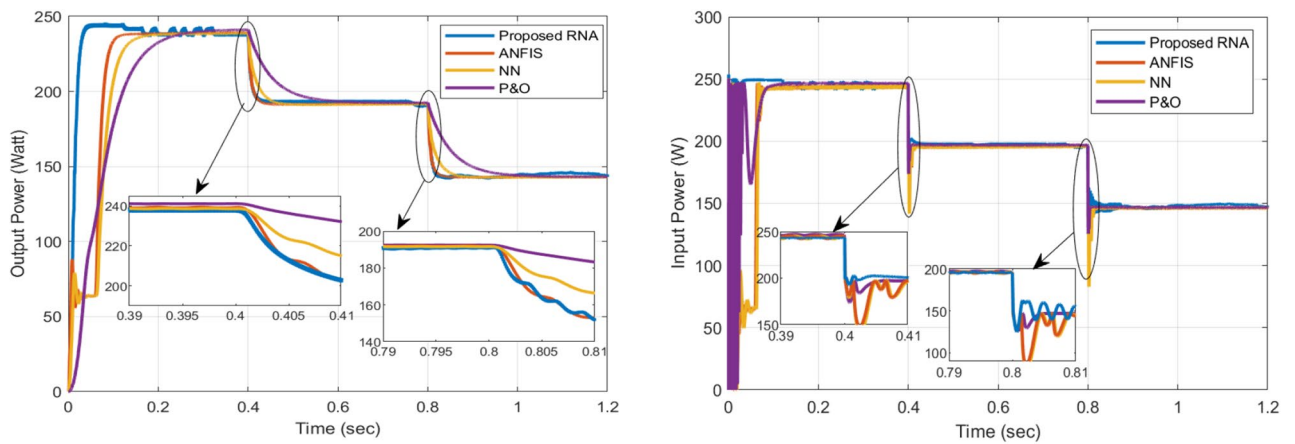 250
200
150
100
50
0
Output Power (Watt)
Proposed RNA
ANFIS
NN
P&O
240
220
200
0.39 0.395 0.4 0.405 0.41
200
180
160
140
0.79 0.795 0.8 0.805 0.81
0 0.2 0.4 0.6 0.8 1 1.2
Time (sec)
300
250
200
150
100
50
0
Input Power (W)
Proposed RNA
ANFIS
NN
P&O
250
200
150
0.39 0.4 0.41
200
100
0.79 0.8 0.81
0 0.2 0.4 0.6 0.8 1 1.2
Time (sec)